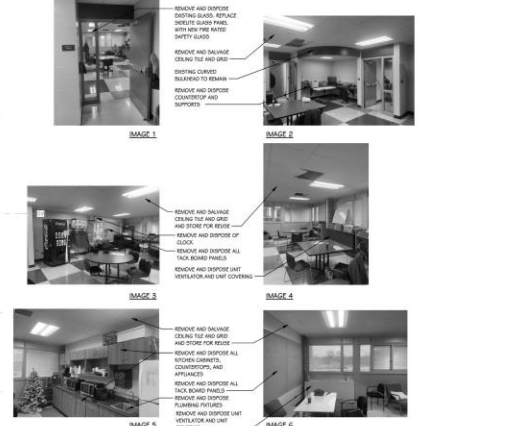 REMOVE AND DISPOSE
EXISTING GLASS. REPLACE
SIDELITE GLASS PANEL
WITH NEW FIRE RATED
SAFETY GLASS
REMOVE AND SALVAGE
CEILING TILE AND GRID
EXISTING CURVED
BULKHEAD TO REMAIN
REMOVE AND DISPOSE
COUNTERTOP AND
SUPPORTS
IMAGE 1
IMAGE 2
REMOVE AND SALVAGE
CEILING TILE AND GRID
AND STORE FOR REUSE
REMOVE AND DISPOSE OF
CLOCK
REMOVE AND DISPOSE ALL
TACK BOARD PANELS
REMOVE AND DISPOSE UNIT
VENTILATOR AND UNIT COVERING
IMAGE 3
IMAGE 4
REMOVE AND SALVAGE
CEILING TILE AND GRID
AND STORE FOR REUSE
REMOVE AND DISPOSE ALL
KITCHEN CABINETS,
COUNTERTOPS, AND
APPLIANCES
REMOVE AND DISPOSE ALL
TACK BOARD PANELS
REMOVE AND DISPOSE
PLUMBING FIXTURES
REMOVE AND DISPOSE UNIT
VENTILATOR AND UNIT
IMAGE 5
IMAGE 6